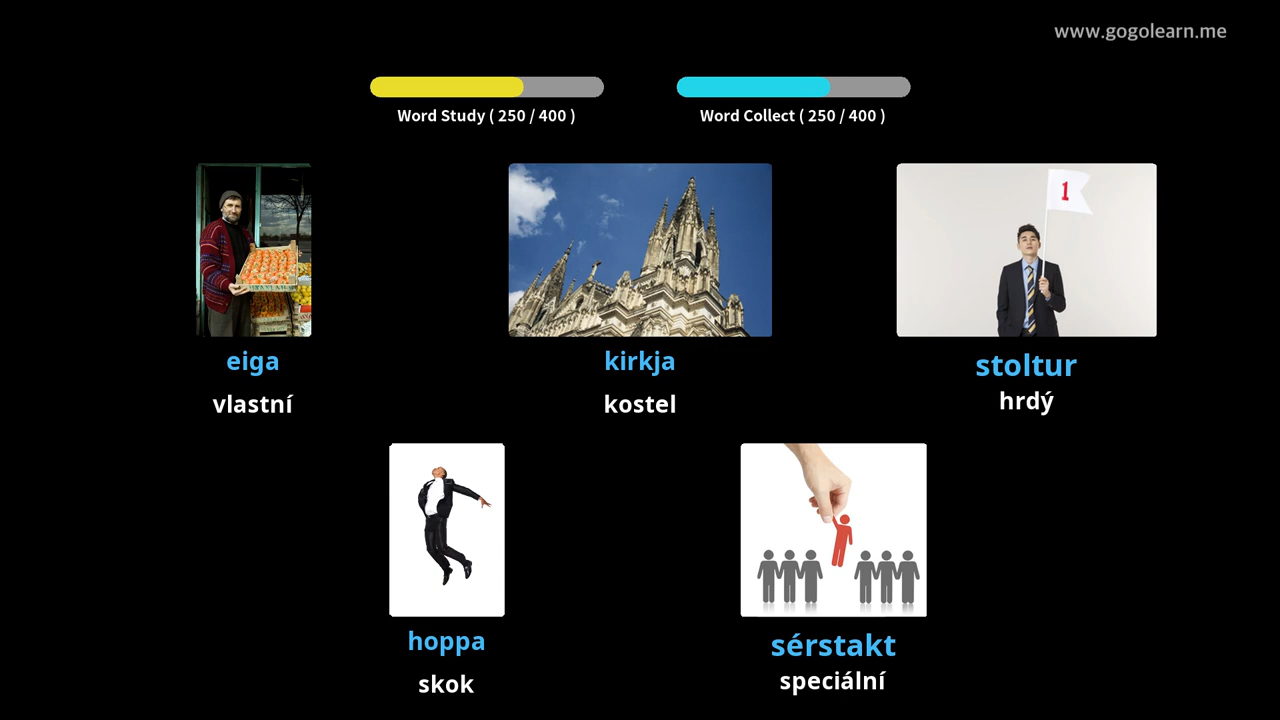 www.gogolearn.me
Word Study ( 250 / 400 )
Word Collect ( 250 / 400 )
1
eiga
vlastní
kirkja
kostel
stoltur
hrdý
hoppa
skok
sérstakt
speciální